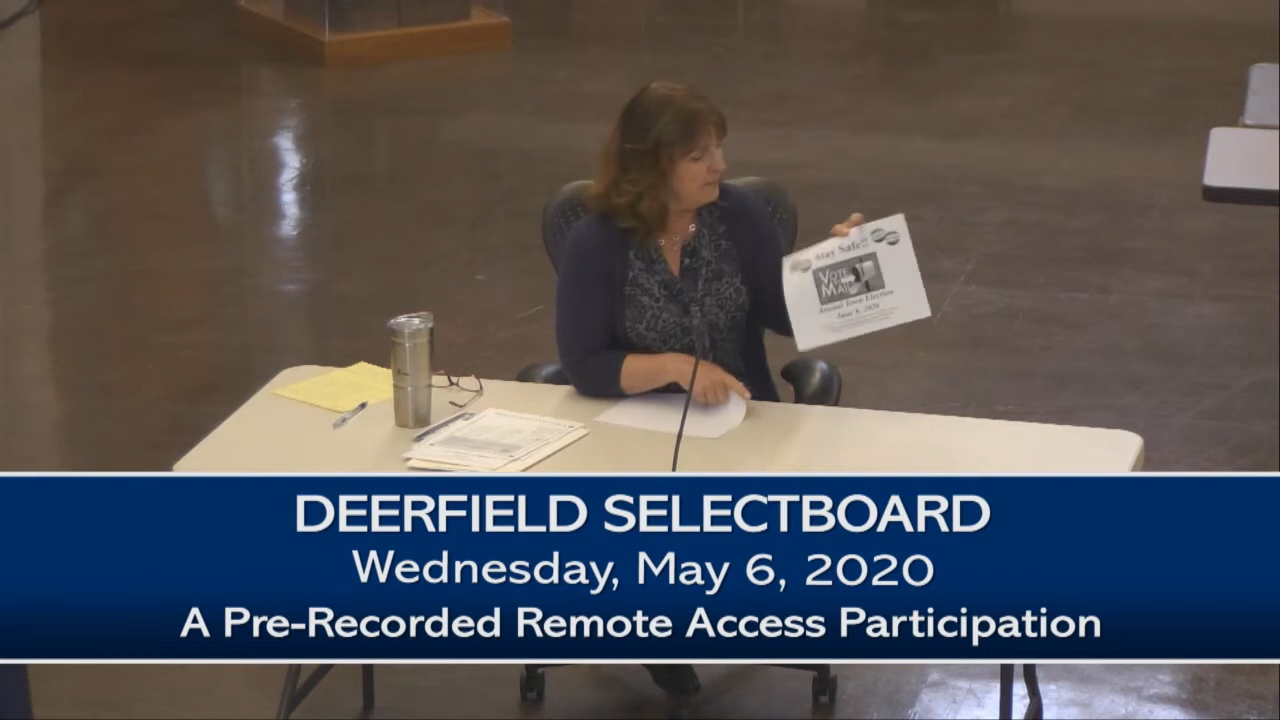 Stay Safe
VOTE
MAIL
Annual Town Election
June 8, 2020
DEERFIELD SELECTBOARD
Wednesday, May 6, 2020
A Pre-Recorded Remote Access Participation